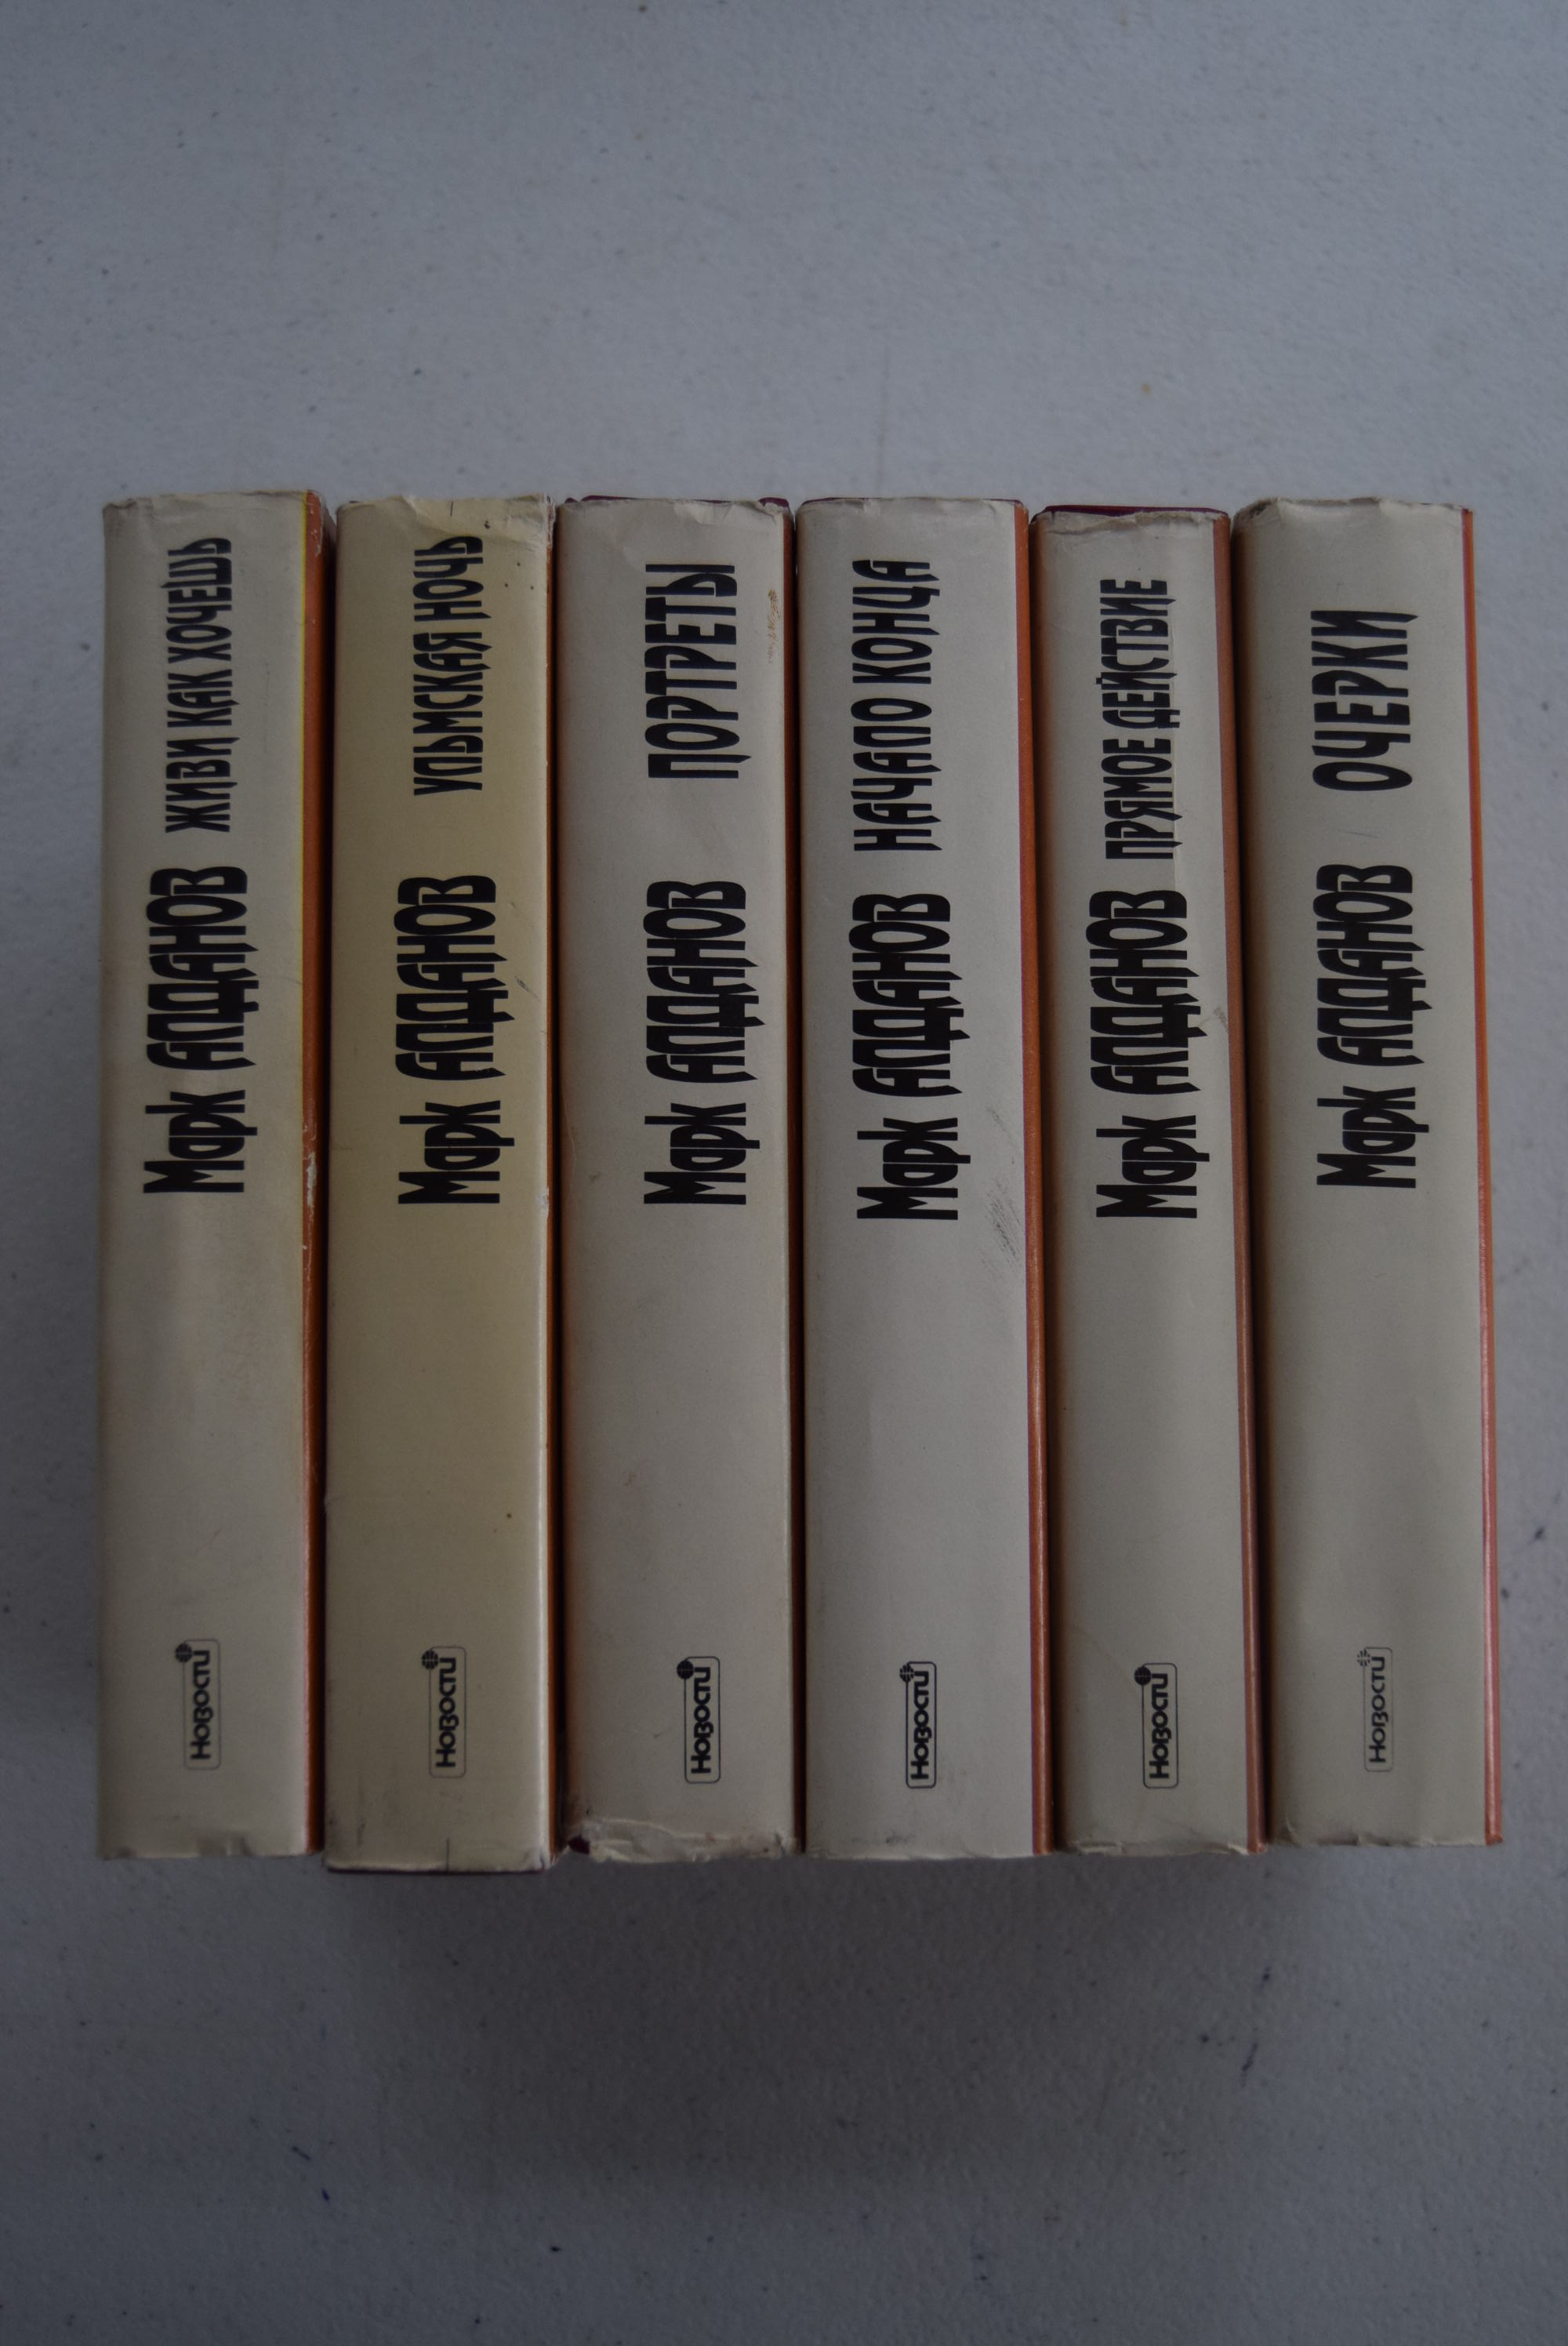 Марк АЛДАНОВ ЖИВИ КАК ХОЧЕШЬ
Новости
Марк АЛДАНОВ УЛЬМСКАЯ НОЧЬ
Новости
Марк АЛДАНОВ ПОРТРЕТЫ
Новости
Марк АЛДАНОВ НАЧАЛО КОНЦА
Новости
Марк АЛДАНОВ ПРЯМОЕ ДЕЙСТВИЕ
Новости
Марк АЛДАНОВ ОЧЕРКИ
Новости